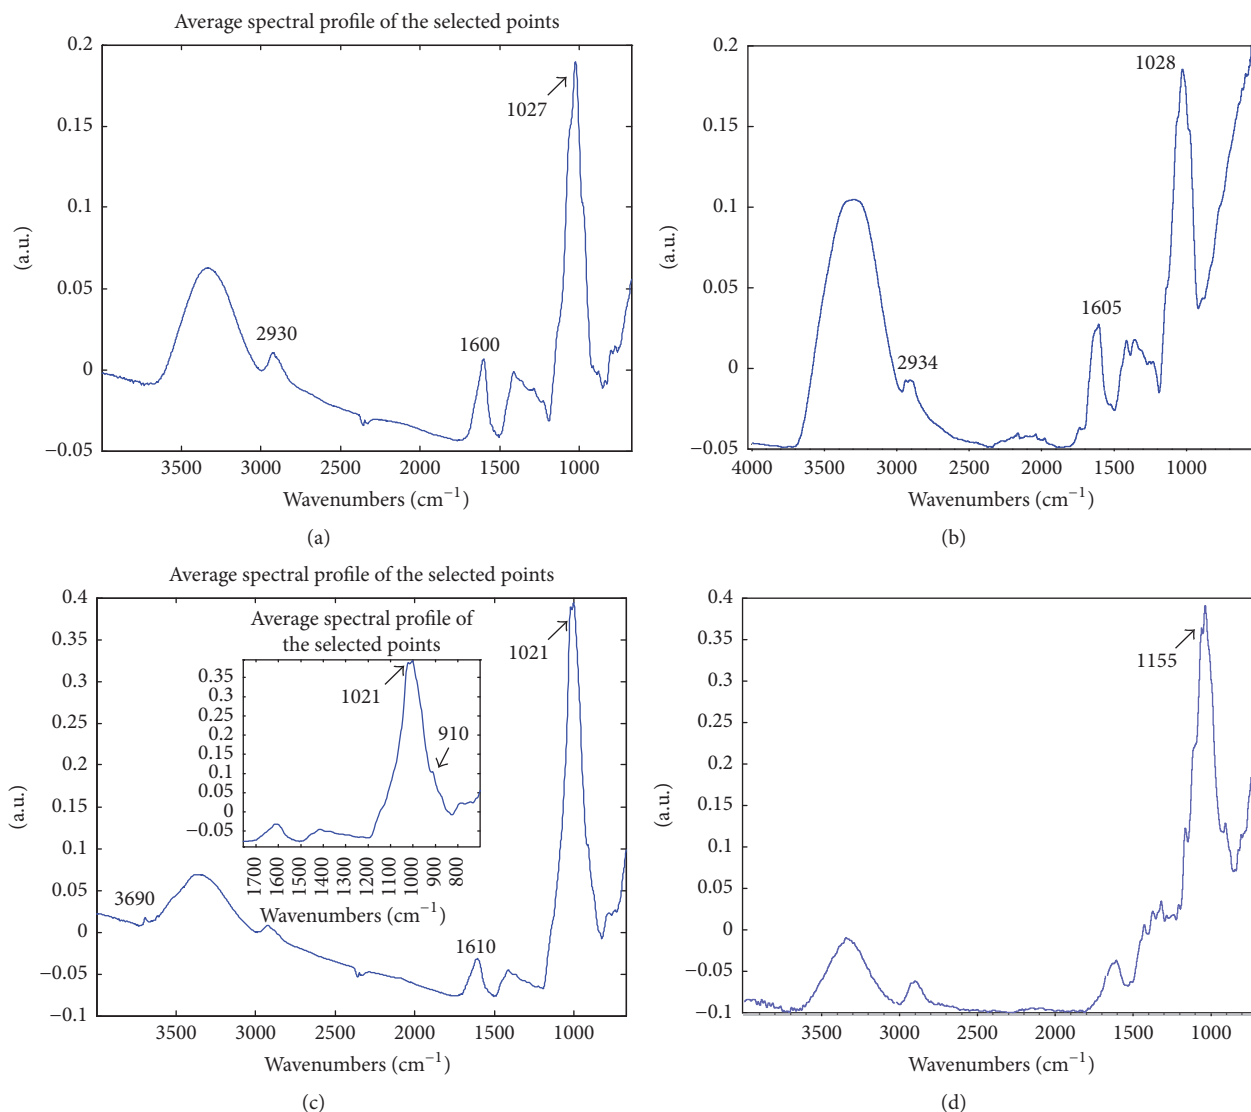 Average spectral profile of the selected points
0.2
0.15
0.1
0.05
0
−0.05
(a.u.)
1027
2930
1600
3500 3000 2500 2000 1500 1000
Wavenumbers (cm⁻¹)
(a)
0.2
0.15
0.1
0.05
0
−0.05
(a.u.)
1028
1605
2934
4000 3500 3000 2500 2000 1500 1000
Wavenumbers (cm⁻¹)
(b)
Average spectral profile of the selected points
0.4
0.35
0.3
0.25
0.2
0.15
0.1
0.05
0
−0.05
−0.1
(a.u.)
1021
3690
1610
3500 3000 2500 2000 1500 1000
Wavenumbers (cm⁻¹)
Average spectral profile of
the selected points
0.35
0.3
0.35
0.2
0.15
0.1
0.05
0
−0.05
1021
910
1700 1600 1500 1400 1300 1200 1100 1000 900 800
Wavenumbers (cm⁻¹)
(c)
0.4
0.35
0.3
0.25
0.2
0.15
0.1
0.05
0
−0.05
−0.1
(a.u.)
1155
3500 3000 2500 2000 1500 1000
Wavenumbers (cm⁻¹)
(d)